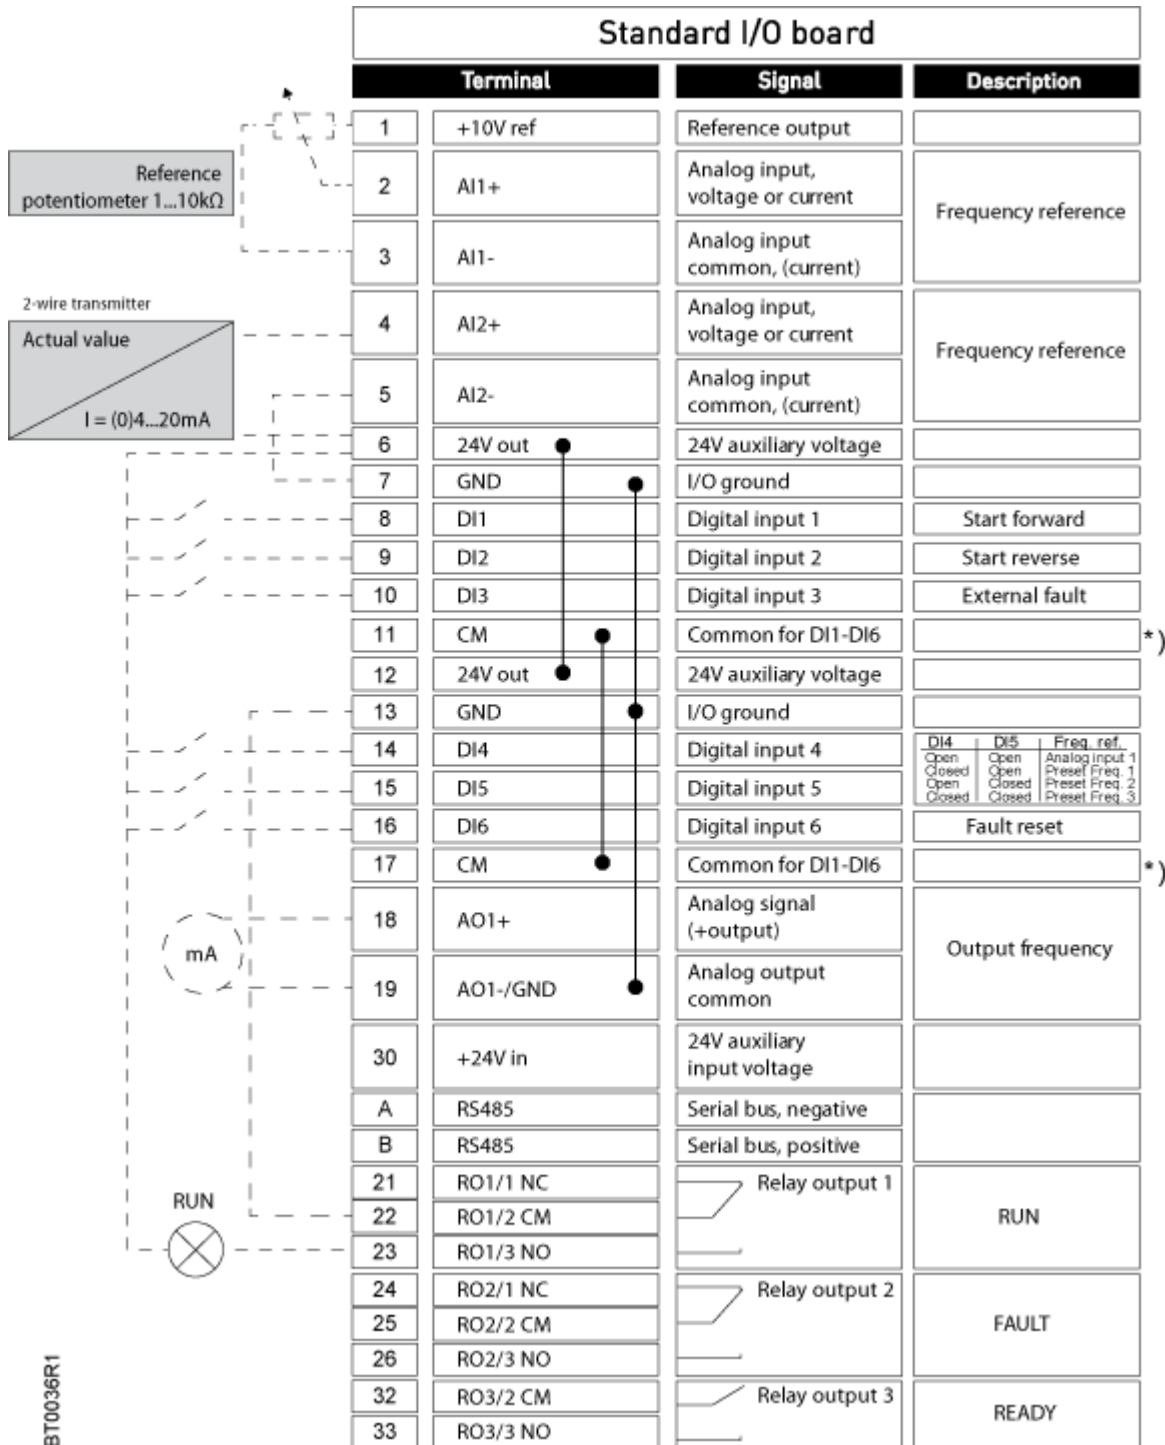 Standard I/O board
Terminal Signal Description
1 +10V ref Reference output
Reference
potentiometer 1...10kΩ
2 AI1+ Analog input,
voltage or current
Frequency reference
3 AI1- Analog input
common, (current)
2-wire transmitter
Actual value
I = (0)4...20mA
4 AI2+ Analog input,
voltage or current
Frequency reference
5 AI2- Analog input
common, (current)
6 24V out 24V auxiliary voltage
7 GND I/O ground
8 DI1 Digital input 1 Start forward
9 DI2 Digital input 2 Start reverse
10 DI3 Digital input 3 External fault
11 CM Common for DI1-DI6 *)
12 24V out 24V auxiliary voltage
13 GND I/O ground
14 DI4 Digital input 4
15 DI5 Digital input 5
DI4 DI5 Freq. ref.
Open Open Analog input 1
Closed Open Preset Freq. 1
Open Closed Preset Freq. 2
Closed Closed Preset Freq. 3
16 DI6 Digital input 6 Fault reset
17 CM Common for DI1-DI6 *)
mA
18 AO1+ Analog signal
(+output)
Output frequency
19 AO1-/GND Analog output
common
30 +24V in 24V auxiliary
input voltage
A RS485 Serial bus, negative
B RS485 Serial bus, positive
RUN
21 RO1/1 NC Relay output 1
22 RO1/2 CM RUN
23 RO1/3 NO
24 RO2/1 NC Relay output 2
25 RO2/2 CM FAULT
26 RO2/3 NO
32 RO3/2 CM Relay output 3
READY
33 RO3/3 NO
BT0036R1